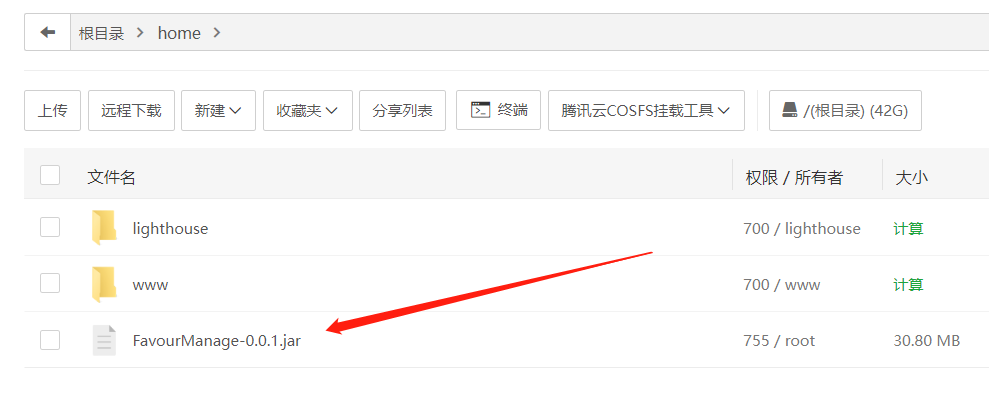 根目录 home
上传 远程下载 新建 收藏夹 分享列表 终端 腾讯云COSFS挂载工具 /(根目录) (42G)
文件名 权限 / 所有者 大小
lighthouse 700 / lighthouse 计算
www 700 / www 计算
FavourManage-0.0.1.jar 755 / root 30.80 MB